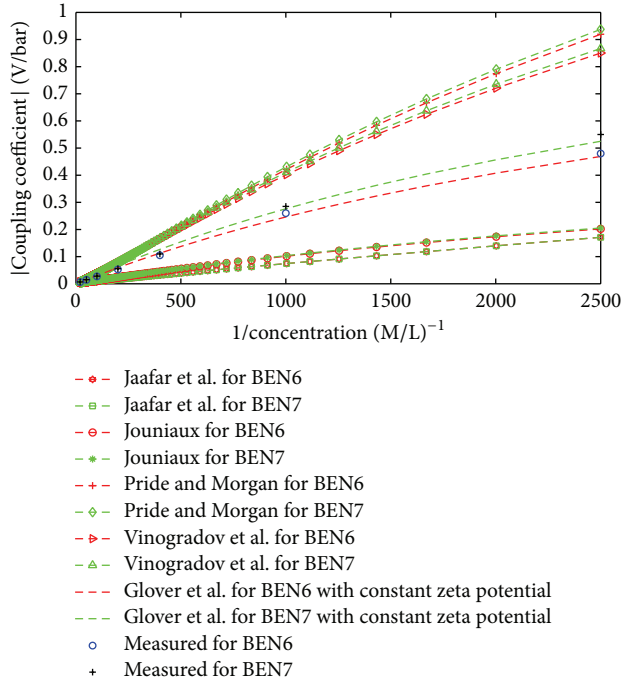 |Coupling coefficient| (V/bar)
1
0.9
0.8
0.7
0.6
0.5
0.4
0.3
0.2
0.1
0
500
1000
1500
2000
2500
1/concentration (M/L)⁻¹
Jaafar et al. for BEN6
Jaafar et al. for BEN7
Jouniaux for BEN6
Jouniaux for BEN7
Pride and Morgan for BEN6
Pride and Morgan for BEN7
Vinogradov et al. for BEN6
Vinogradov et al. for BEN7
Glover et al. for BEN6 with constant zeta potential
Glover et al. for BEN7 with constant zeta potential
Measured for BEN6
Measured for BEN7